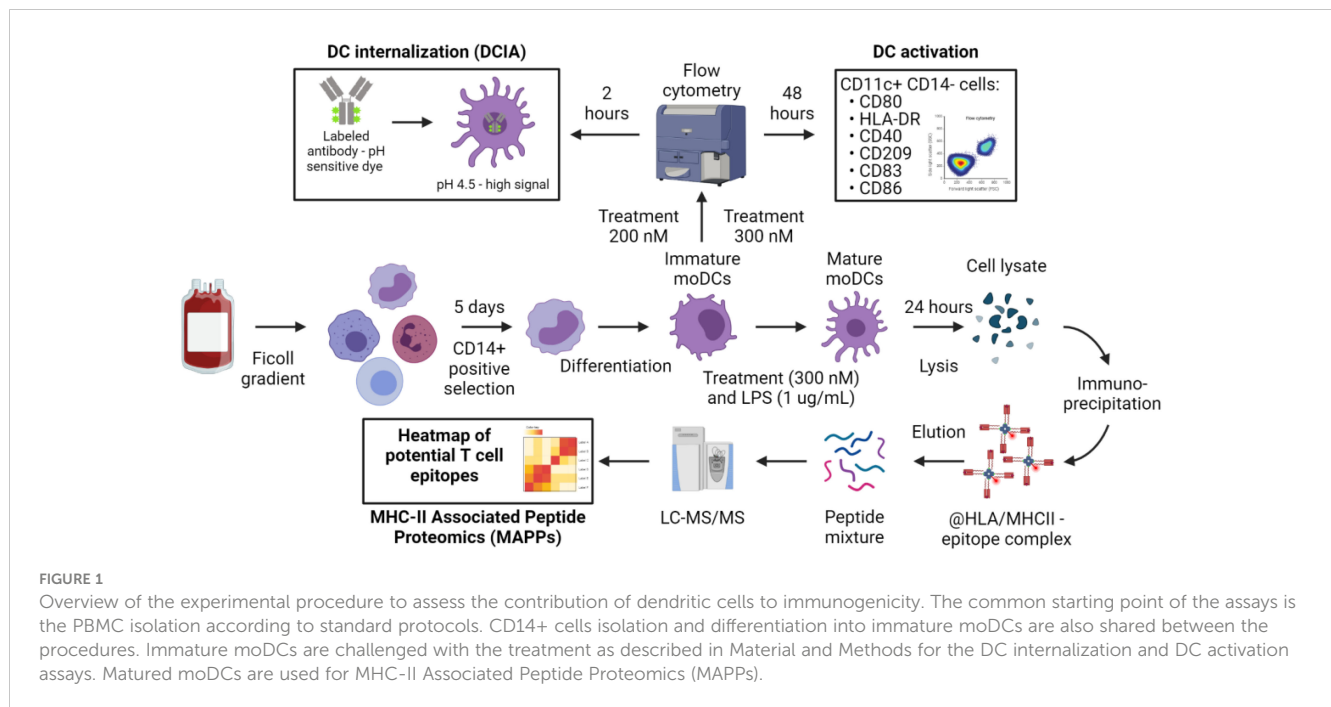 DC internalization (DCIA)
Labeled
antibody - pH
sensitive dye
pH 4.5 - high signal
2
hours
Flow
cytometry
48
hours
DC activation
CD11c+ CD14- cells:
• CD80
• HLA-DR
• CD40
• CD209
• CD83
• CD86
Flow cytometry
Treatment
200 nM
Treatment
300 nM
Ficoll
gradient
5 days
CD14+
positive
selection
Differentiation
Immature
moDCs
Treatment (300 nM)
and LPS (1 ug/mL)
Mature
moDCs
24 hours
Lysis
Cell lysate
Immuno-
precipitation
@HLA/MHCII -
epitope complex
Elution
Peptide
mixture
LC-MS/MS
Heatmap of
potential T cell
epitopes
MHC-II Associated Peptide
Proteomics (MAPPs)
FIGURE 1
Overview of the experimental procedure to assess the contribution of dendritic cells to immunogenicity. The common starting point of the assays is
the PBMC isolation according to standard protocols. CD14+ cells isolation and differentiation into immature moDCs are also shared between the
procedures. Immature moDCs are challenged with the treatment as described in Material and Methods for the DC internalization and DC activation
assays. Matured moDCs are used for MHC-II Associated Peptide Proteomics (MAPPs).